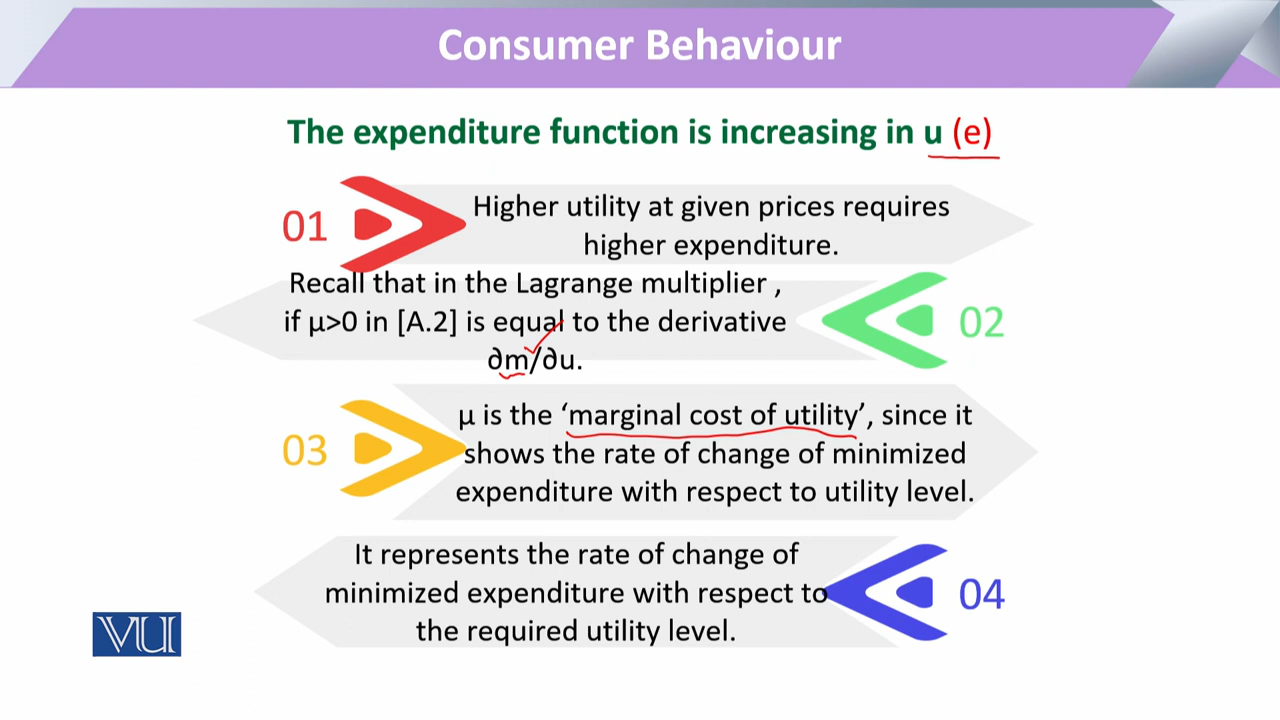 Consumer Behaviour
The expenditure function is increasing in u (e)
01
Higher utility at given prices requires
higher expenditure.
Recall that in the Lagrange multiplier ,
if μ>0 in [A.2] is equal to the derivative
∂m/∂u.
02
03
μ is the ‘marginal cost of utility’, since it
shows the rate of change of minimized
expenditure with respect to utility level.
It represents the rate of change of
minimized expenditure with respect to
the required utility level.
04
VU